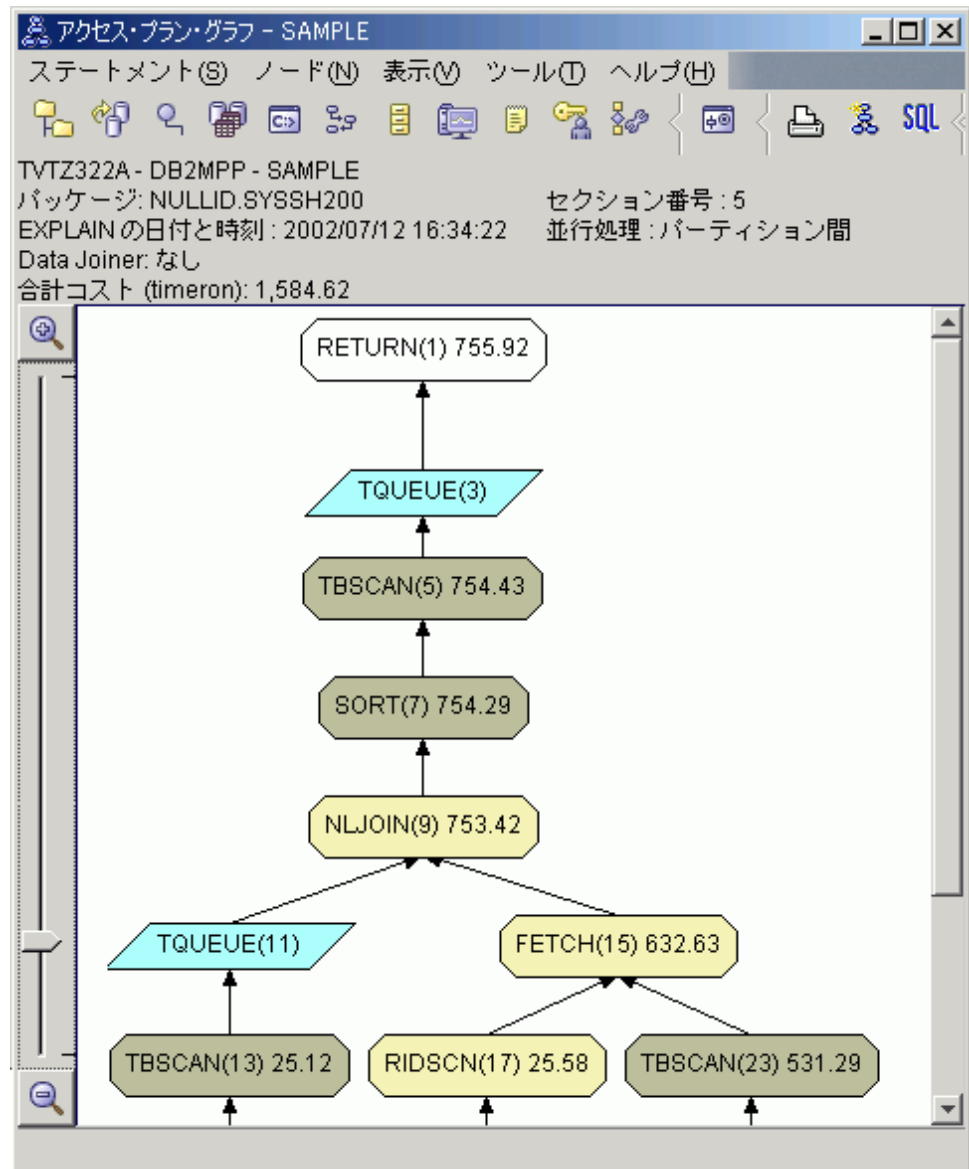 アクセス・プラン・グラフ - SAMPLE
ステートメント(S) ノード(N) 表示(V) ツール(T) ヘルプ(H)
SQL
TVTZ322A - DB2MPP - SAMPLE
パッケージ: NULLID.SYSSH200 セクション番号 : 5
EXPLAIN の日付と時刻 : 2002/07/12 16:34:22 並行処理 : パーティション間
Data Joiner: なし
合計コスト (timeron): 1,584.62
RETURN(1) 755.92
TQUEUE(3)
TBSCAN(5) 754.43
SORT(7) 754.29
NLJOIN(9) 753.42
TQUEUE(11) FETCH(15) 632.63
TBSCAN(13) 25.12 RIDSCN(17) 25.58 TBSCAN(23) 531.29